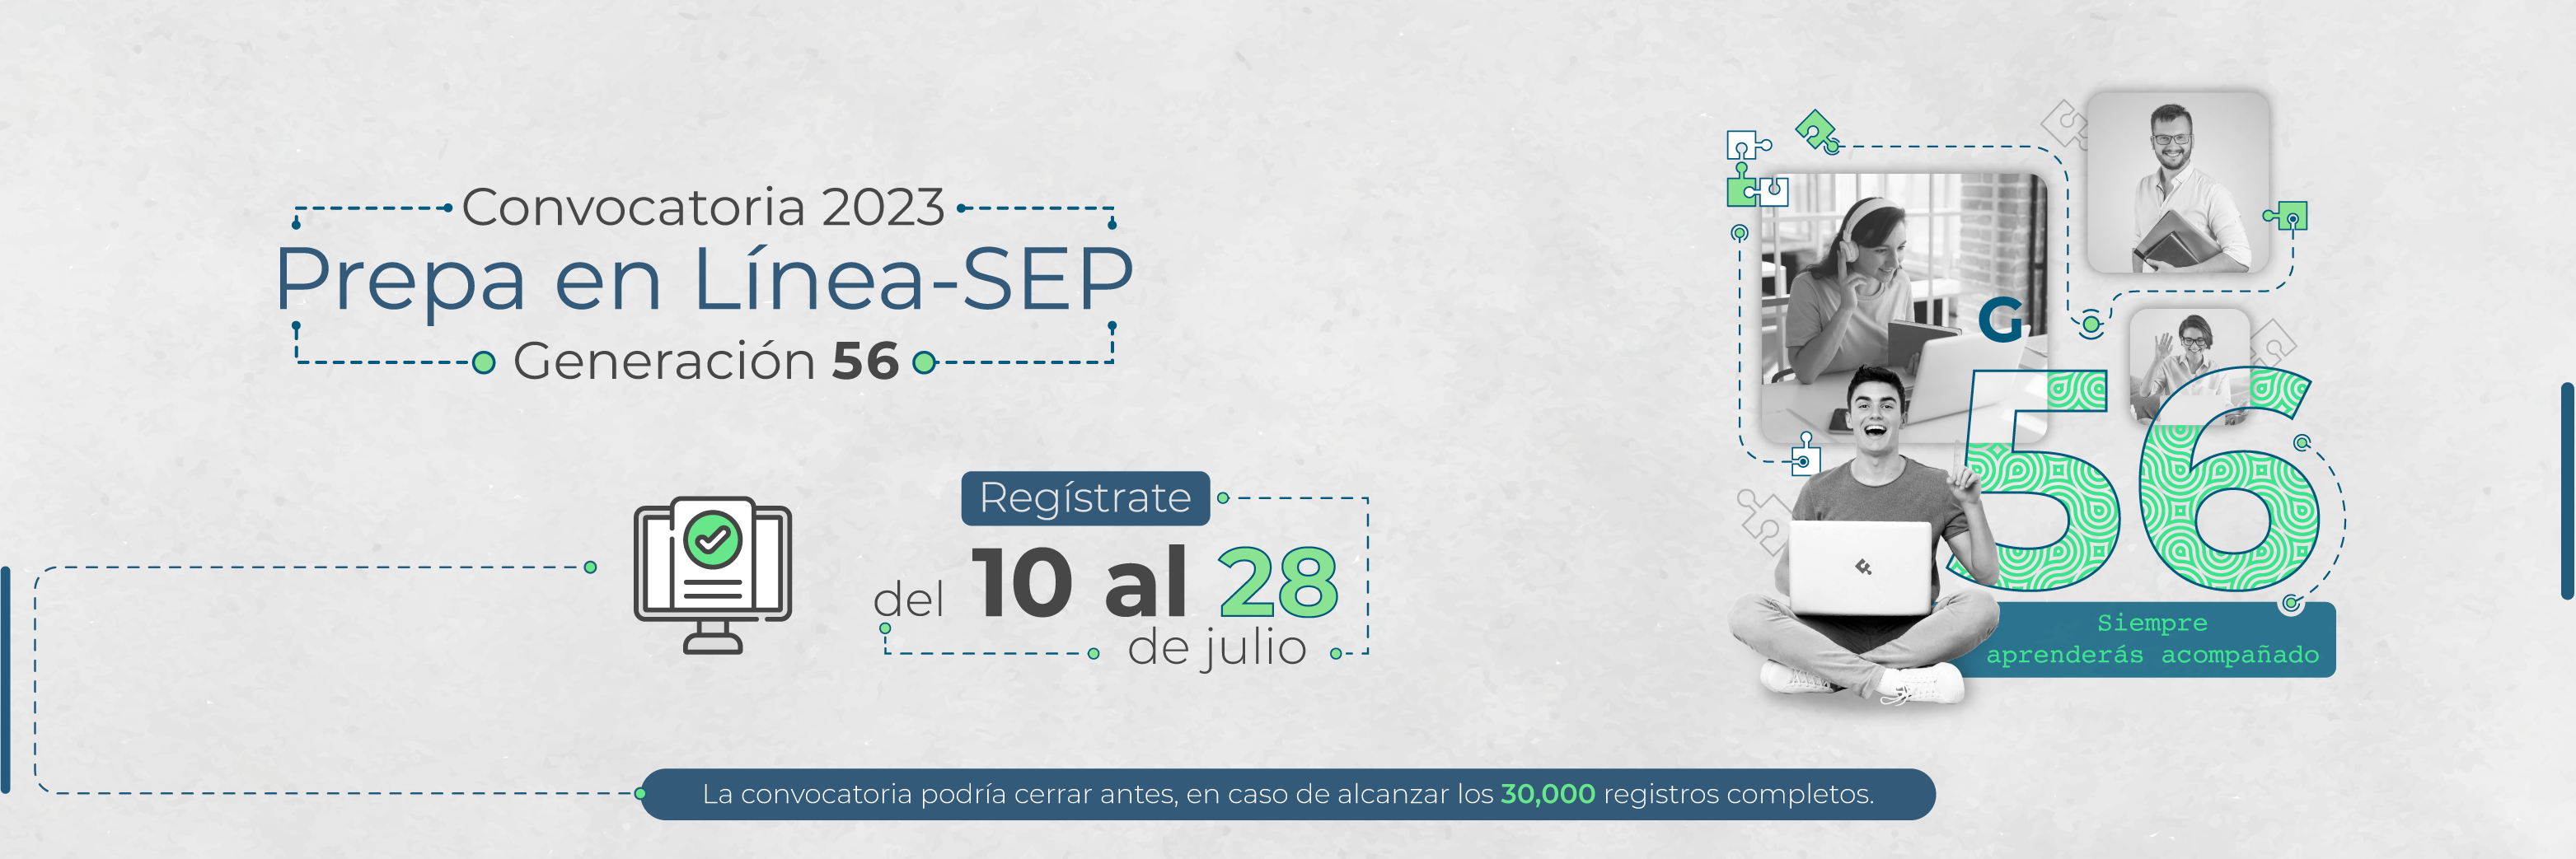 Convocatoria 2023
Prepa en Línea-SEP
Generación 56
Regístrate
del 10 al 28
de julio
La convocatoria podría cerrar antes, en caso de alcanzar los 30,000 registros completos.
G
56
Siempre
aprenderás acompañado